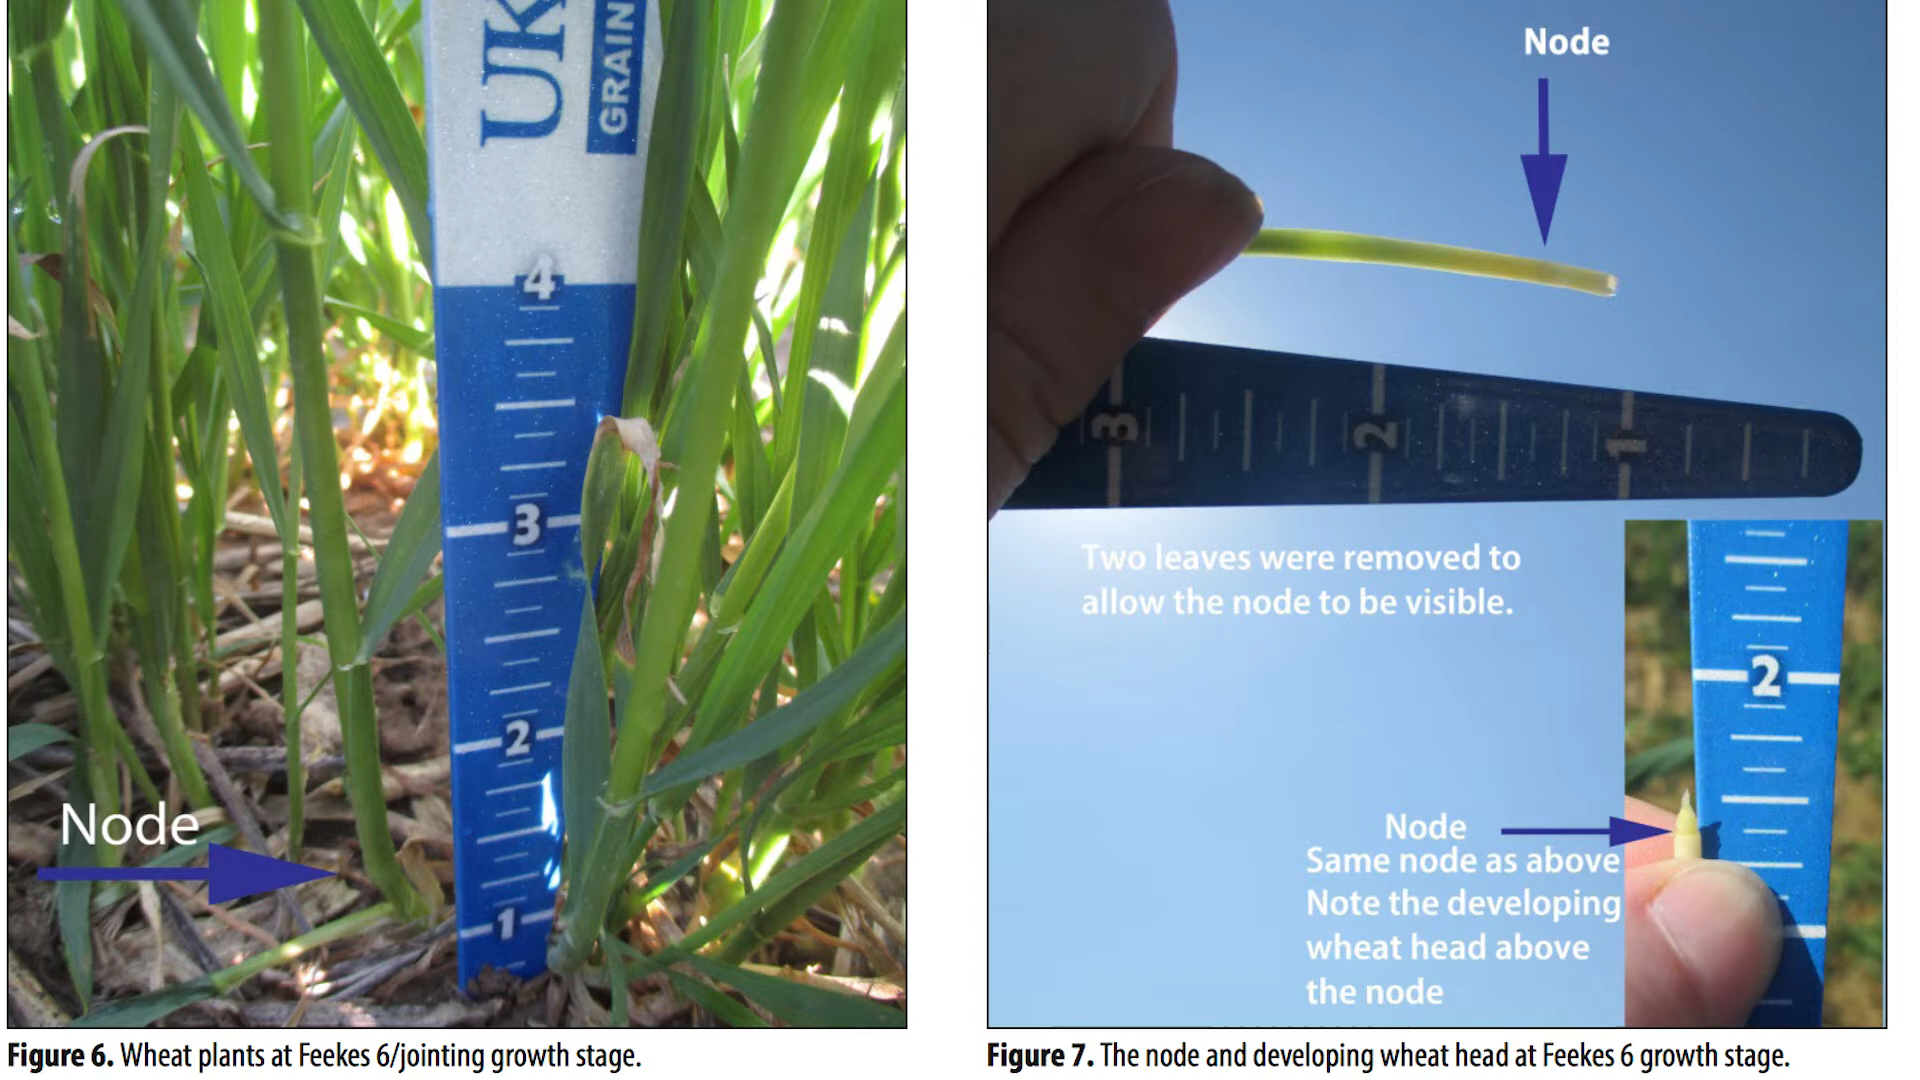 UK
GRAIN
4
3
2
1
Node
Figure 6. Wheat plants at Feekes 6/jointing growth stage.
Node
3
2
1
Two leaves were removed to
allow the node to be visible.
2
Node
Same node as above
Note the developing
wheat head above
the node
Figure 7. The node and developing wheat head at Feekes 6 growth stage.